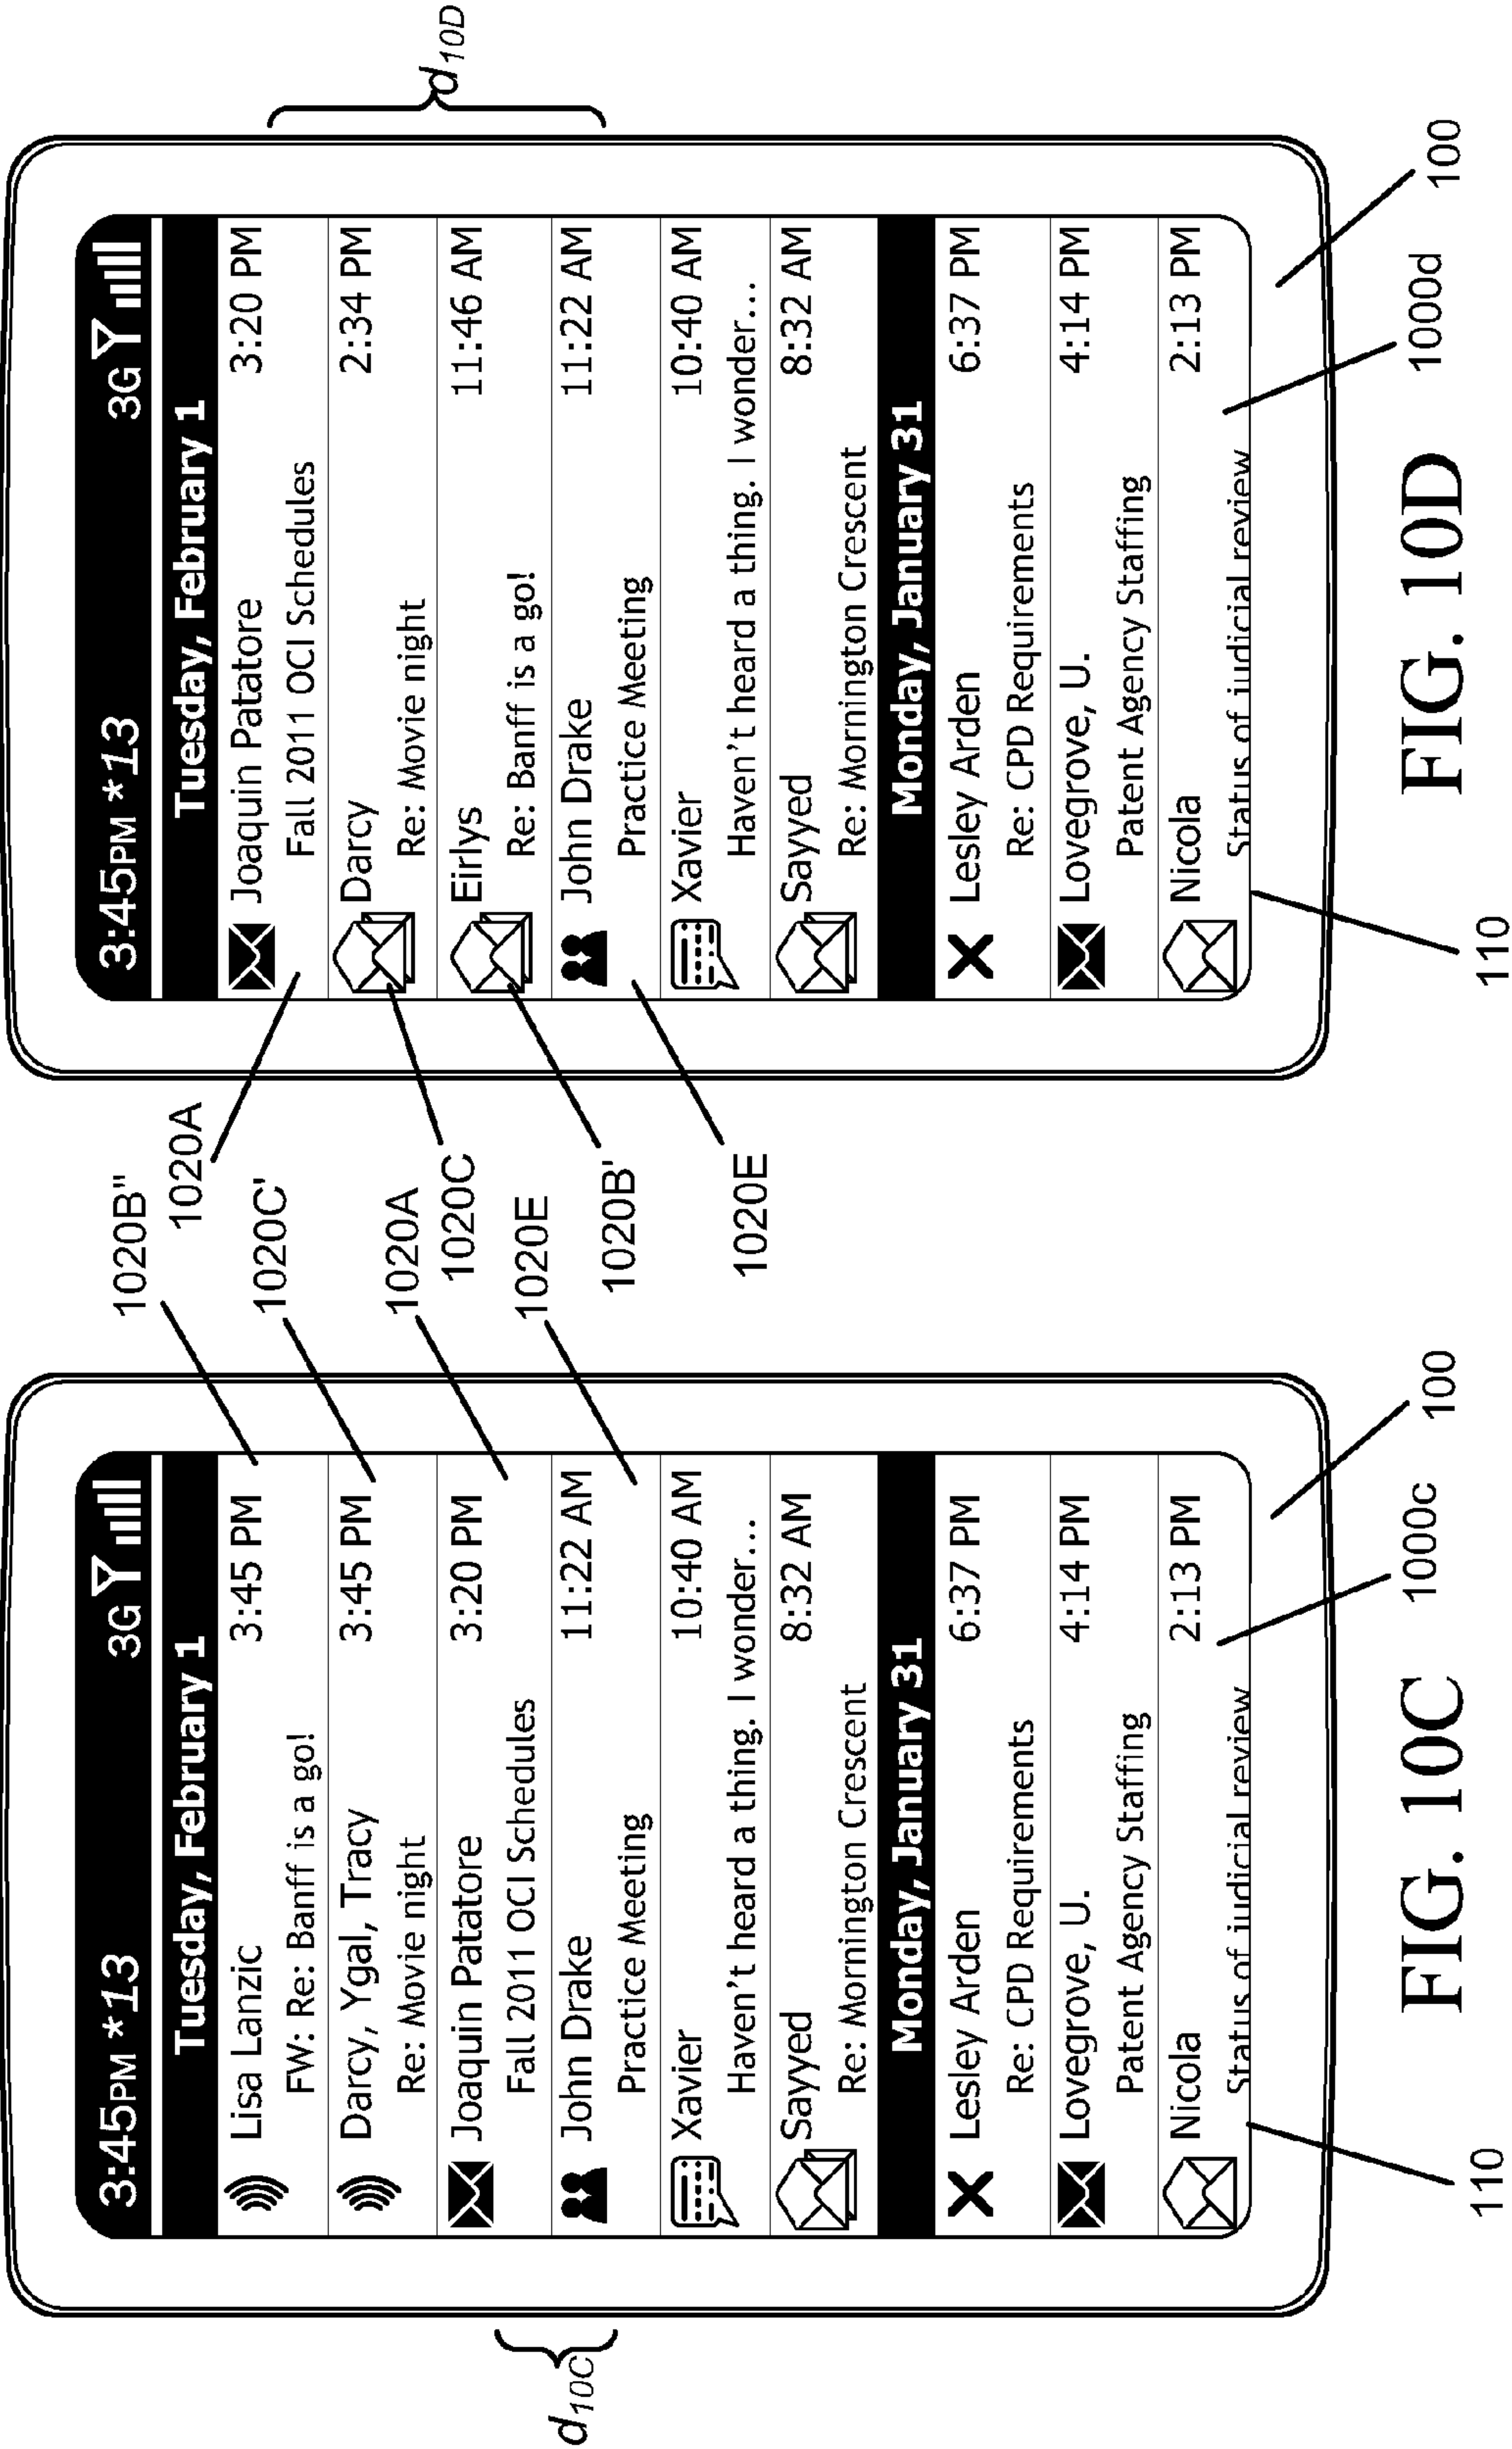 3:45PM *13 3G
Tuesday, February 1
Lisa Lanzic 3:45 PM
FW: Re: Banff is a go!
Darcy, Ygal, Tracy 3:45 PM
Re: Movie night
Joaquin Patatore 3:20 PM
Fall 2011 OCI Schedules
John Drake 11:22 AM
Practice Meeting
Xavier 10:40 AM
Haven't heard a thing. I wonder...
Sayyed 8:32 AM
Re: Mornington Crescent
Monday, January 31
Lesley Arden 6:37 PM
Re: CPD Requirements
Lovegrove, U. 4:14 PM
Patent Agency Staffing
Nicola 2:13 PM
Status of judicial review
d10C
1020B"
1020C'
1020A
1020E
110
1000c
100
FIG. 10C
3:45PM *13 3G
Tuesday, February 1
Joaquin Patatore 3:20 PM
Fall 2011 OCI Schedules
Darcy 2:34 PM
Re: Movie night
Eirlys 11:46 AM
Re: Banff is a go!
John Drake 11:22 AM
Practice Meeting
Xavier 10:40 AM
Haven't heard a thing. I wonder...
Sayyed 8:32 AM
Re: Mornington Crescent
Monday, January 31
Lesley Arden 6:37 PM
Re: CPD Requirements
Lovegrove, U. 4:14 PM
Patent Agency Staffing
Nicola 2:13 PM
Status of judicial review
d10D
1020A
1020C
1020B'
1020E
110
1000d
100
FIG. 10D